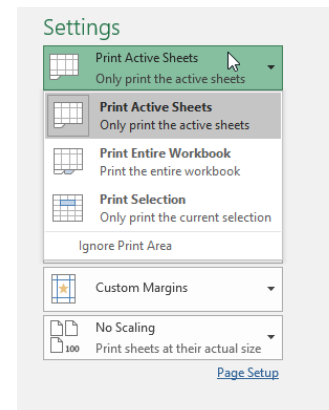 Settings
Print Active Sheets
Only print the active sheets
Print Active Sheets
Only print the active sheets
Print Entire Workbook
Print the entire workbook
Print Selection
Only print the current selection
Ignore Print Area
Custom Margins
No Scaling
100 Print sheets at their actual size
Page Setup